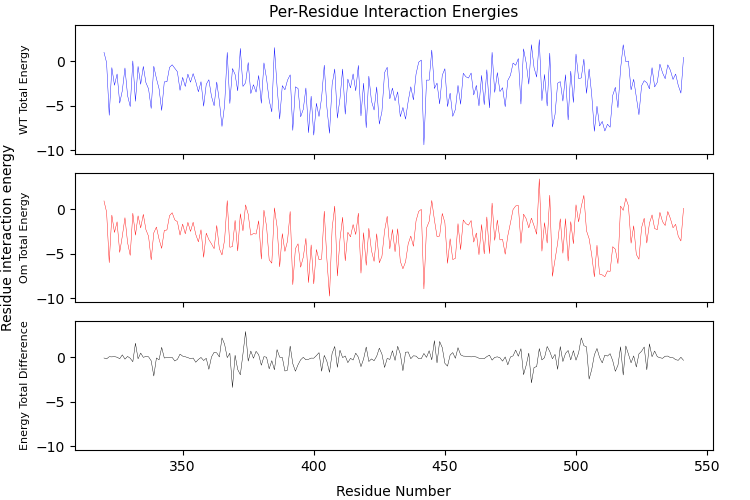 Per-Residue Interaction Energies
Residue interaction energy
WT Total Energy
0
−5
−10
Om Total Energy
0
−5
−10
Energy Total Difference
0
−5
−10
350
400
450
500
550
Residue Number